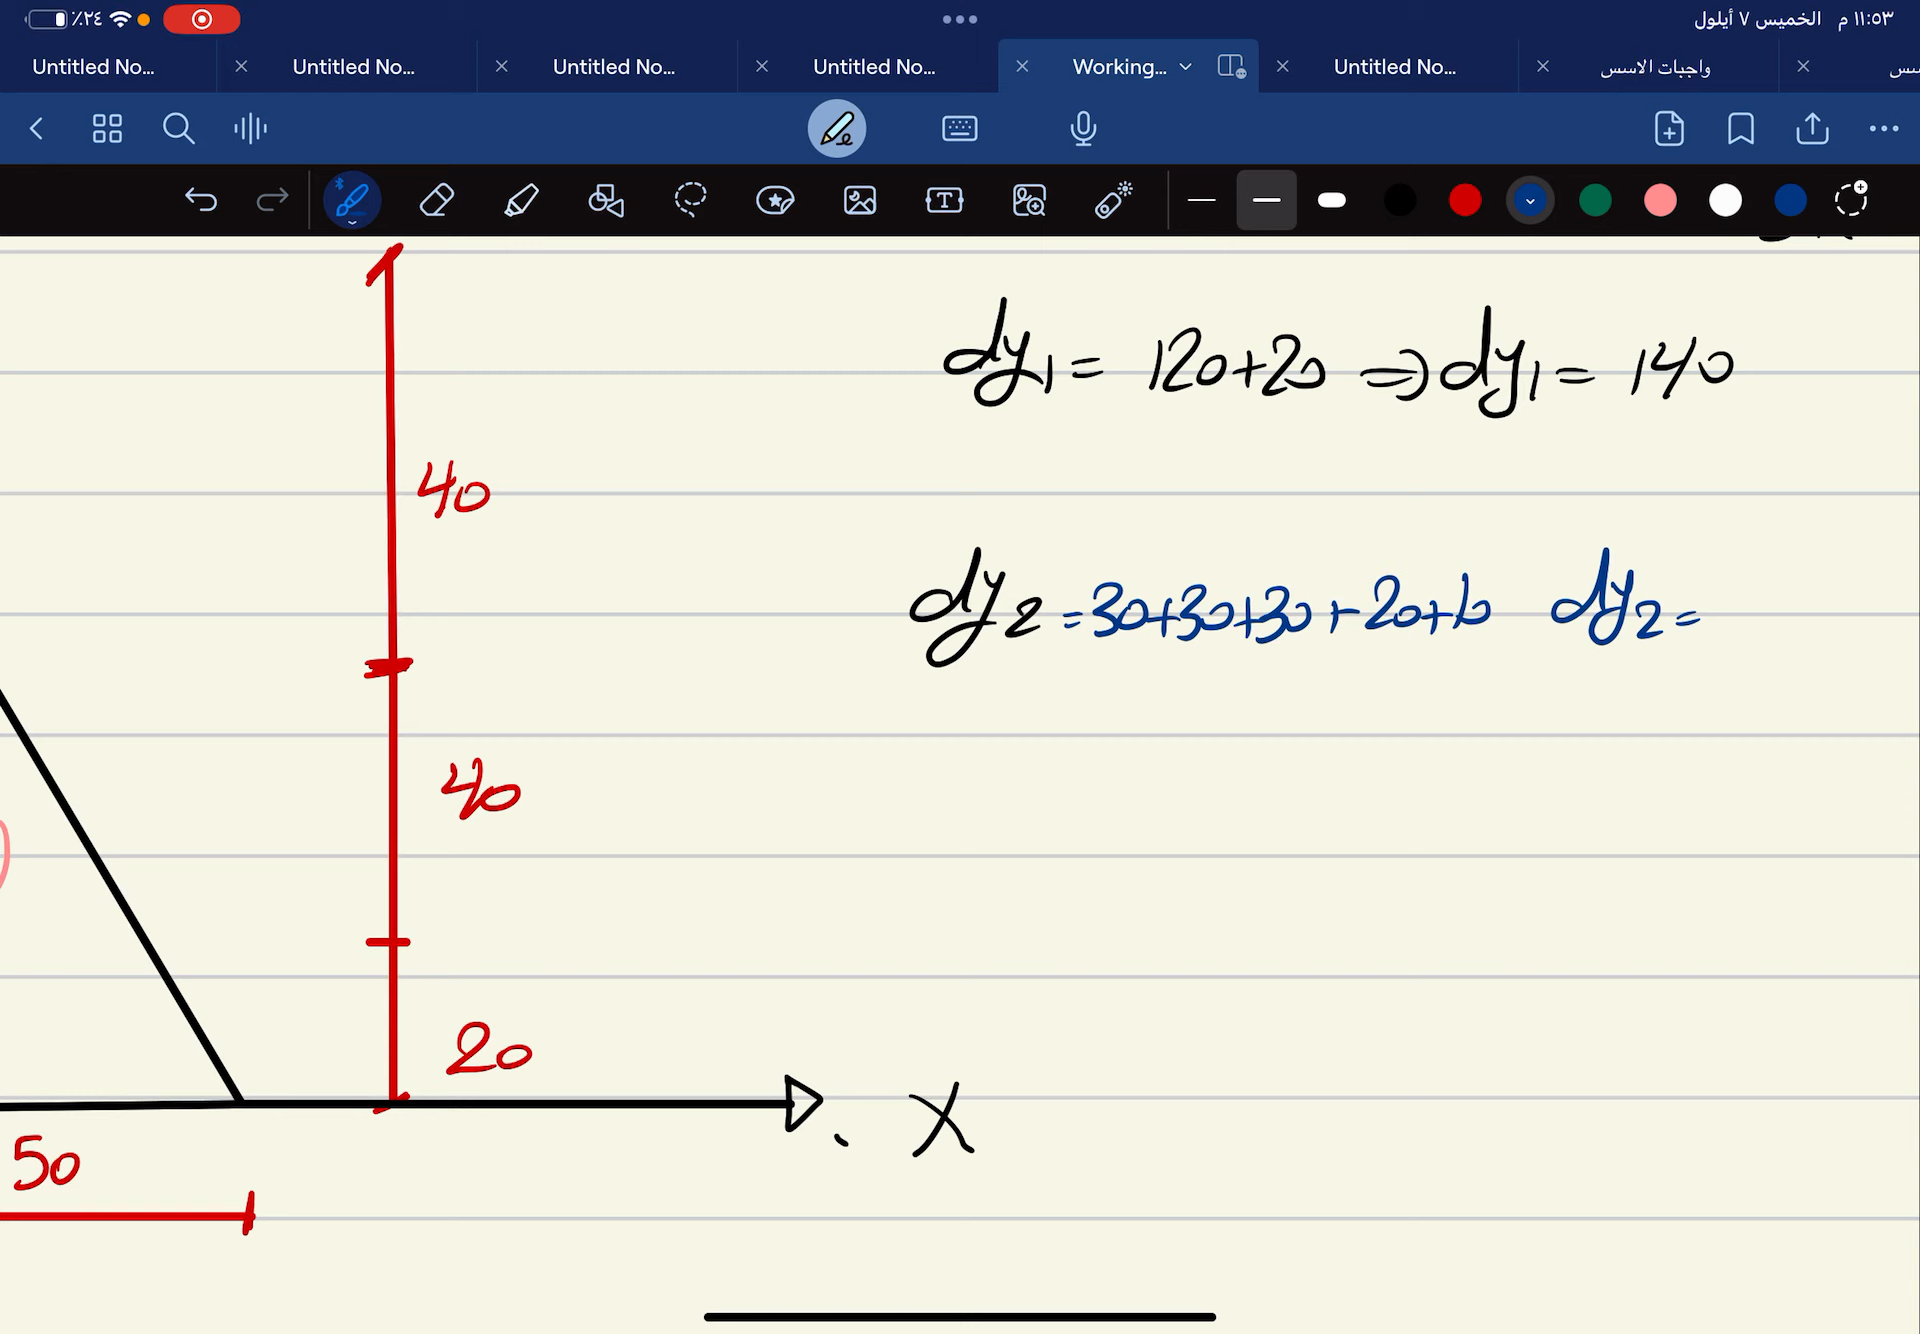 ٪٢٤ ١١:٥٣ م الخميس ٧ أيلول
Untitled No... Untitled No... Untitled No... Untitled No... Working... Untitled No... واجبات الاسس
dy1 = 120+20 ⇒ dy1 = 140
40
dy2 = 30+30+30+20+10 dy2 =
40
20
X
50